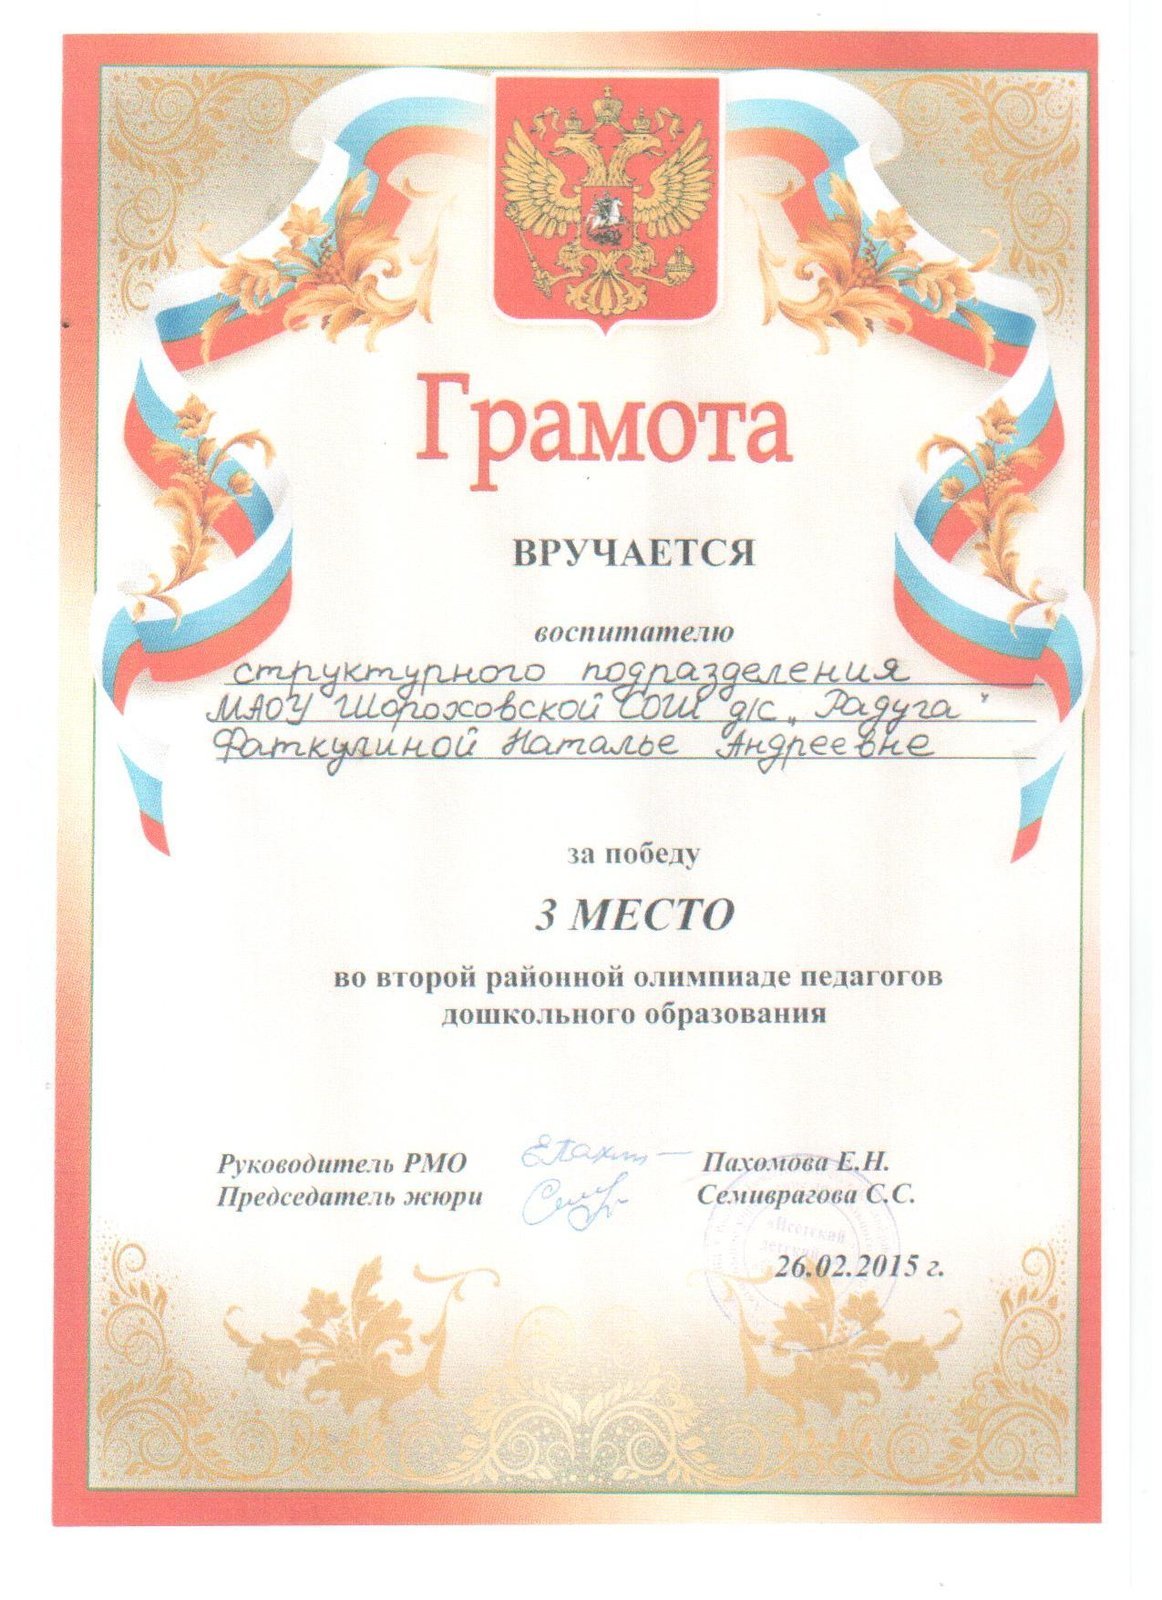 Грамота
ВРУЧАЕТСЯ
воспитателю
структурного подразделения
МАОУ Шороховской СОШ д/с „Радуга"
Фаткулиной Наталье Андреевне
за победу
3 МЕСТО
во второй районной олимпиаде педагогов
дошкольного образования
Руководитель РМО Пахомова Е.Н.
Председатель жюри Семиврагова С.С.
26.02.2015 г.